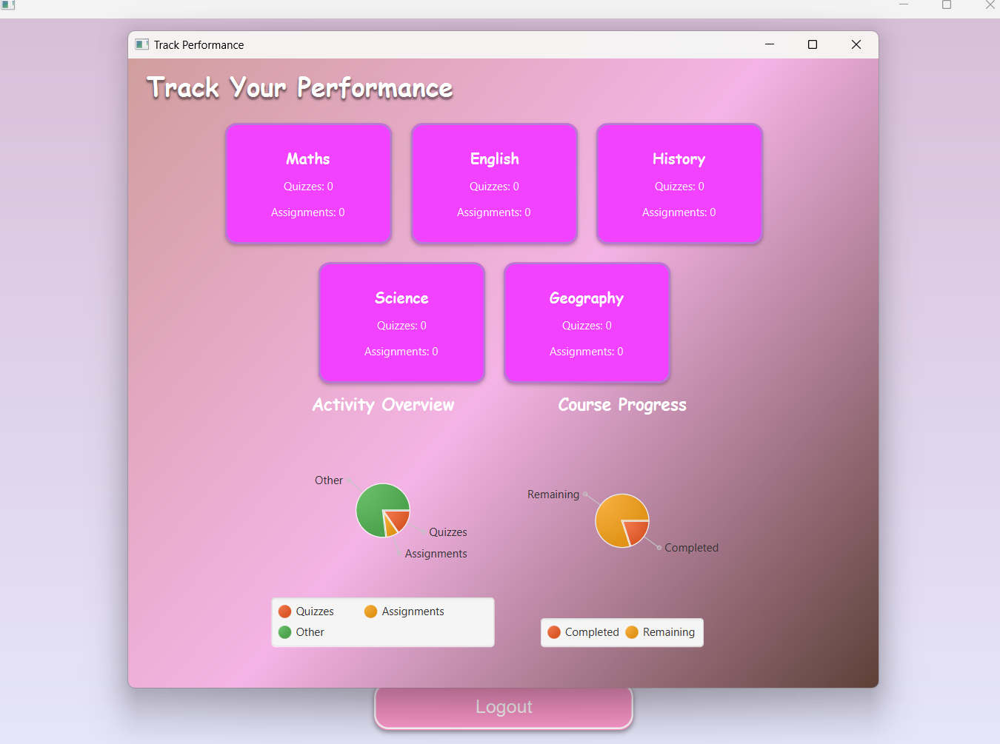 Track Performance
Track Your Performance
Maths
Quizzes: 0
Assignments: 0
English
Quizzes: 0
Assignments: 0
History
Quizzes: 0
Assignments: 0
Science
Quizzes: 0
Assignments: 0
Geography
Quizzes: 0
Assignments: 0
Activity Overview
Other
Quizzes
Assignments
Quizzes
Assignments
Other
Course Progress
Remaining
Completed
Completed
Remaining
Logout